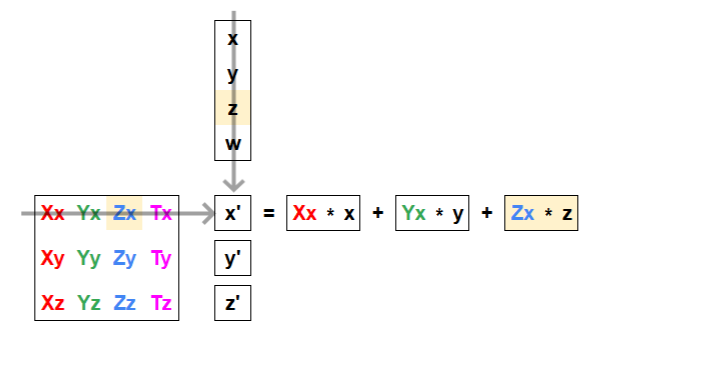 x
y
z
w
Xx Yx Zx Tx x' = Xx * x + Yx * y + Zx * z
Xy Yy Zy Ty y'
Xz Yz Zz Tz z'